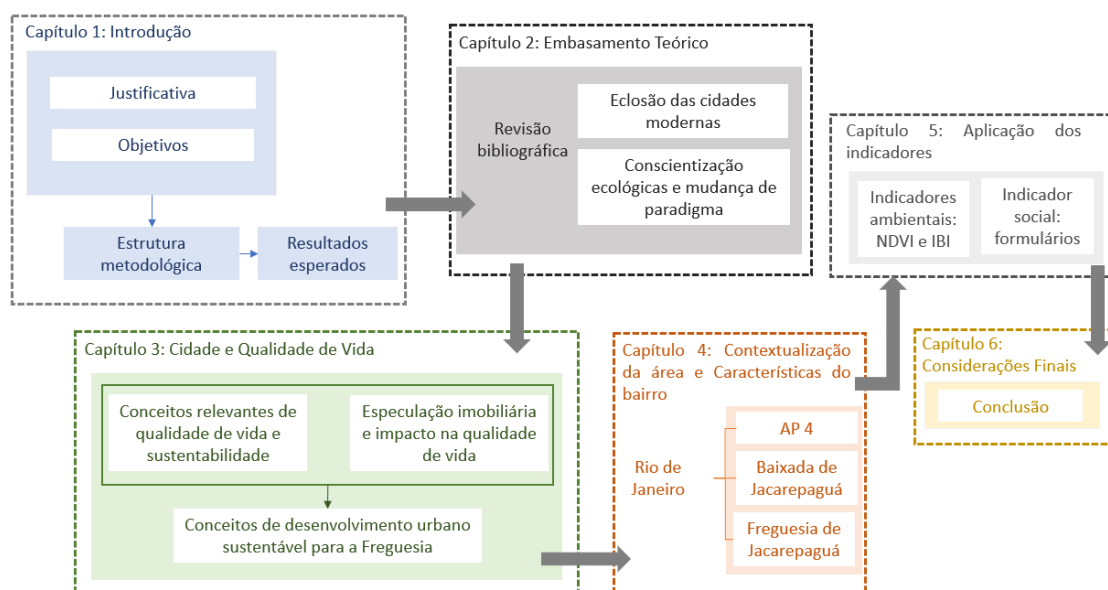 Capítulo 1: Introdução
Justificativa
Objetivos
Estrutura
metodológica
Resultados
esperados
Capítulo 2: Embasamento Teórico
Revisão
bibliográfica
Eclosão das cidades
modernas
Conscientização
ecológicas e mudança de
paradigma
Capítulo 3: Cidade e Qualidade de Vida
Conceitos relevantes de
qualidade de vida e
sustentabilidade
Especulação imobiliária
e impacto na qualidade
de vida
Conceitos de desenvolvimento urbano
sustentável para a Freguesia
Capítulo 4: Contextualização
da área e Características do
bairro
Rio de
Janeiro
AP 4
Baixada de
Jacarepaguá
Freguesia de
Jacarepaguá
Capítulo 5: Aplicação dos
indicadores
Indicadores
ambientais:
NDVI e IBI
Indicador
social:
formulários
Capítulo 6:
Considerações Finais
Conclusão